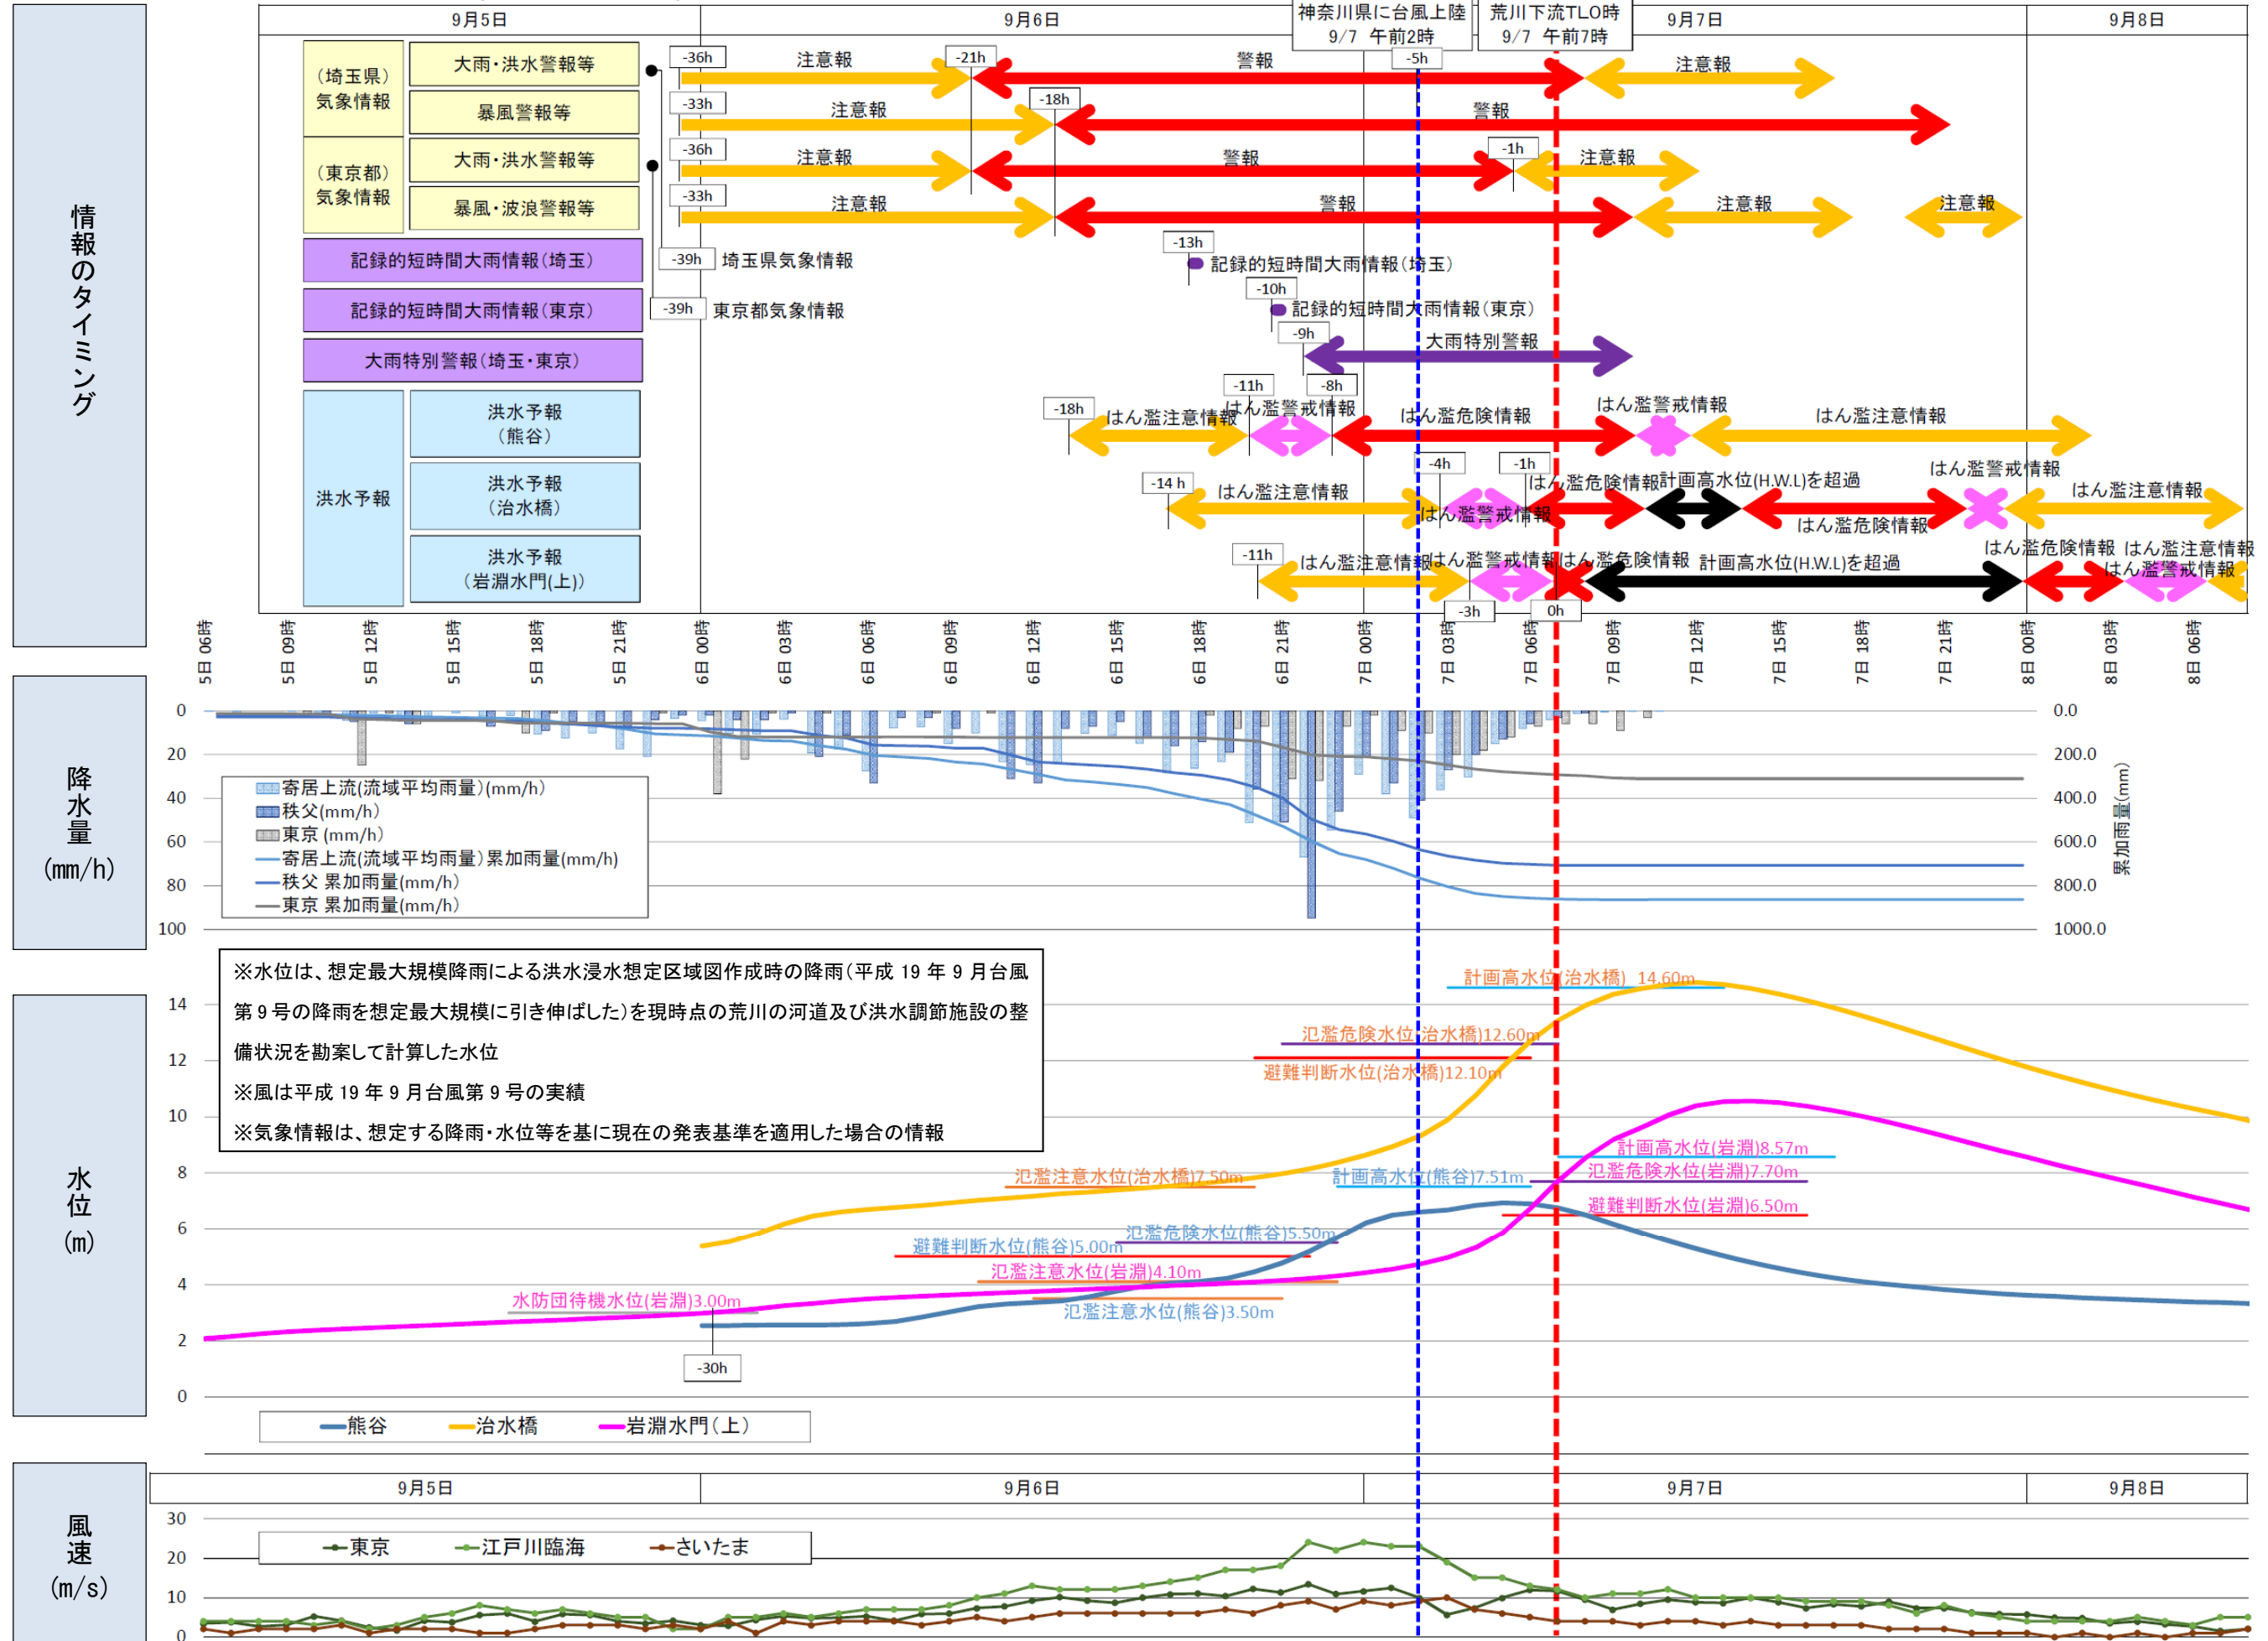 神奈川県に台風上陸
9/7 午前2時
荒川下流TL0時
9/7 午前7時
9月5日
9月6日
9月7日
9月8日
情報のタイミング
(埼玉県)
気象情報
大雨・洪水警報等
-36h
注意報
-21h
警報
-5h
注意報
暴風警報等
-33h
注意報
-18h
警報
(東京都)
気象情報
大雨・洪水警報等
-36h
注意報
警報
-1h
注意報
暴風・波浪警報等
-33h
注意報
警報
注意報
注意報
記録的短時間大雨情報(埼玉)
-39h
埼玉県気象情報
-13h
記録的短時間大雨情報(埼玉)
記録的短時間大雨情報(東京)
-39h
東京都気象情報
-10h
記録的短時間大雨情報(東京)
大雨特別警報(埼玉・東京)
-9h
大雨特別警報
洪水予報
洪水予報
(熊谷)
-18h
はん濫注意情報
-11h
はん濫警戒情報
-8h
はん濫危険情報
はん濫警戒情報
はん濫注意情報
洪水予報
(治水橋)
-14 h
はん濫注意情報
-4h
はん濫警戒情報
-1h
はん濫危険情報
計画高水位(H.W.L)を超過
はん濫危険情報
はん濫警戒情報
はん濫注意情報
洪水予報
(岩淵水門(上))
-11h
はん濫注意情報
はん濫警戒情報
-3h
はん濫危険情報
0h
計画高水位(H.W.L)を超過
はん濫危険情報
はん濫警戒情報
はん濫注意情報
5日 06時
5日 09時
5日 12時
5日 15時
5日 18時
5日 21時
6日 00時
6日 03時
6日 06時
6日 09時
6日 12時
6日 15時
6日 18時
6日 21時
7日 00時
7日 03時
7日 06時
7日 09時
7日 12時
7日 15時
7日 18時
7日 21時
8日 00時
8日 03時
8日 06時
降水量
(mm/h)
0
20
40
60
80
100
寄居上流(流域平均雨量)(mm/h)
秩父(mm/h)
東京 (mm/h)
寄居上流(流域平均雨量)累加雨量(mm/h)
秩父 累加雨量(mm/h)
東京 累加雨量(mm/h)
0.0
200.0
400.0
600.0
800.0
1000.0
累加雨量(mm)
※水位は、想定最大規模降雨による洪水浸水想定区域図作成時の降雨(平成 19 年 9 月台風
第 9 号の降雨を想定最大規模に引き伸ばした)を現時点の荒川の河道及び洪水調節施設の整
備状況を勘案して計算した水位
※風は平成 19 年 9 月台風第 9 号の実績
※気象情報は、想定する降雨・水位等を基に現在の発表基準を適用した場合の情報
水位
(m)
14
12
10
8
6
4
2
0
計画高水位(治水橋) 14.60m
氾濫危険水位(治水橋)12.60m
避難判断水位(治水橋)12.10m
氾濫注意水位(治水橋)7.50m
計画高水位(熊谷)7.51m
計画高水位(岩淵)8.57m
氾濫危険水位(岩淵)7.70m
避難判断水位(岩淵)6.50m
氾濫危険水位(熊谷)5.50m
避難判断水位(熊谷)5.00m
氾濫注意水位(岩淵)4.10m
水防団待機水位(岩淵)3.00m
氾濫注意水位(熊谷)3.50m
-30h
熊谷
治水橋
岩淵水門(上)
9月5日
9月6日
9月7日
9月8日
風速
(m/s)
30
20
10
0
東京
江戸川臨海
さいたま